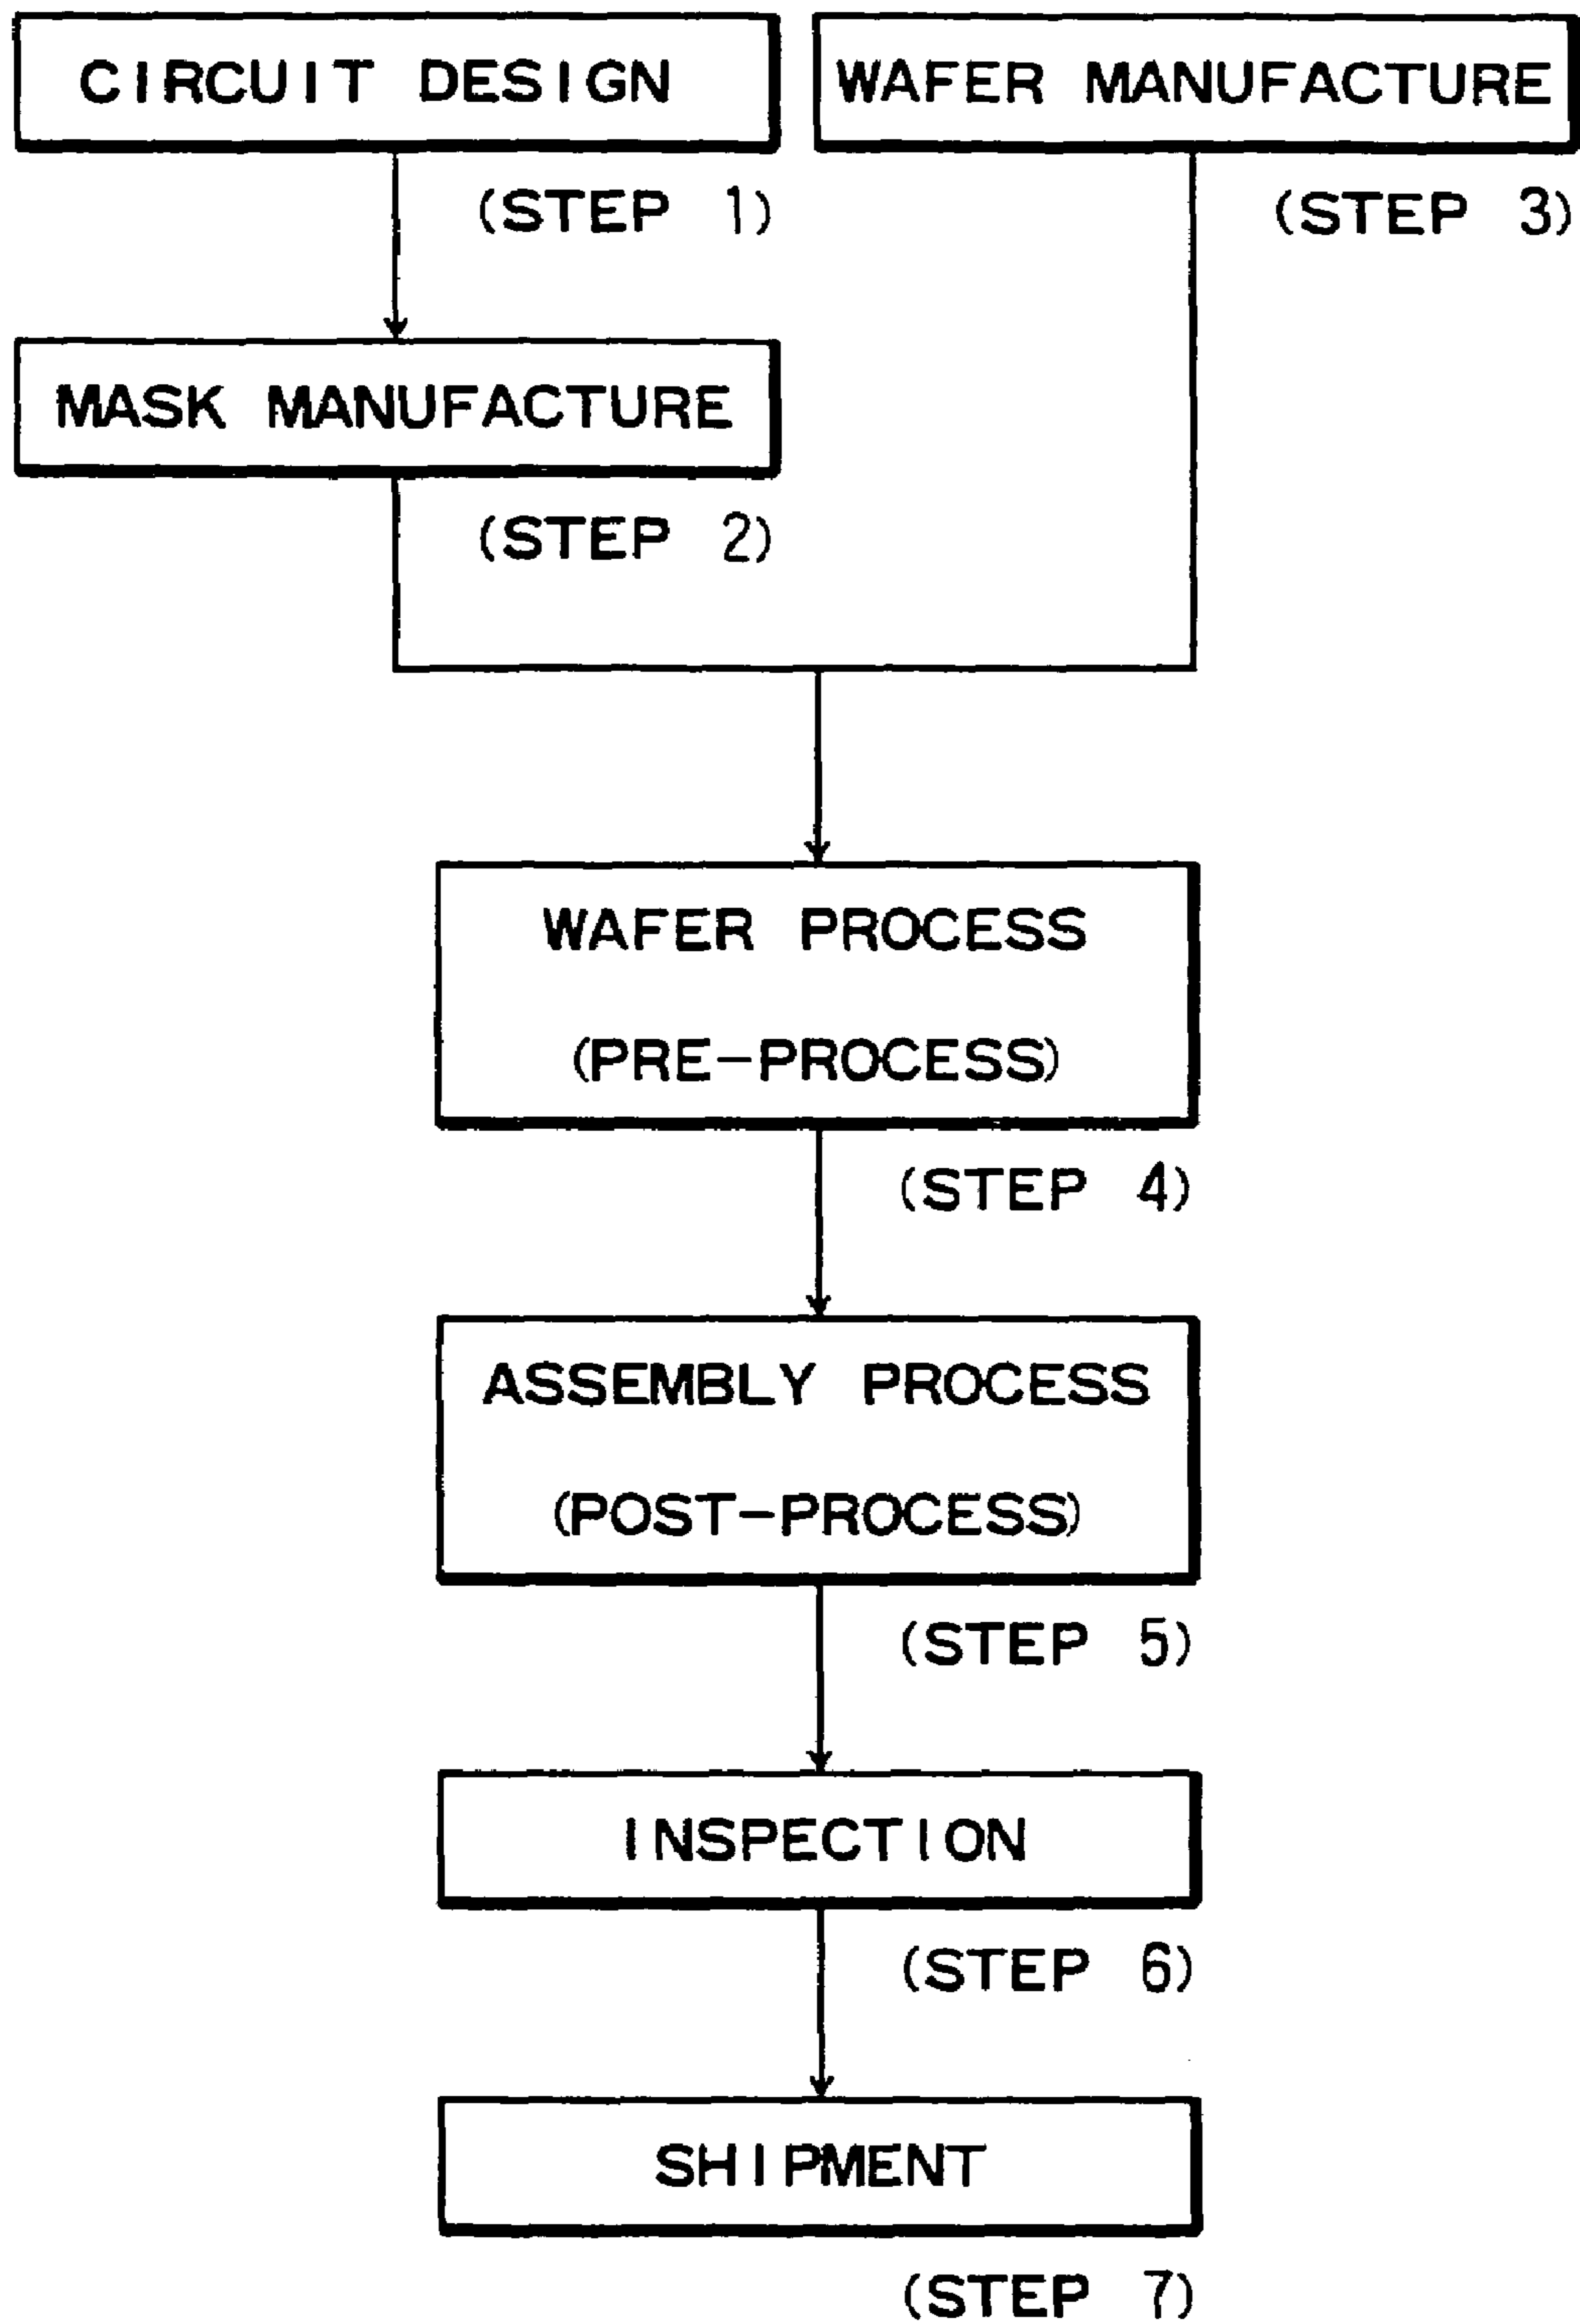 CIRCUIT DESIGN
(STEP 1)
WAFER MANUFACTURE
(STEP 3)
MASK MANUFACTURE
(STEP 2)
WAFER PROCESS
(PRE-PROCESS)
(STEP 4)
ASSEMBLY PROCESS
(POST-PROCESS)
(STEP 5)
INSPECTION
(STEP 6)
SHIPMENT
(STEP 7)